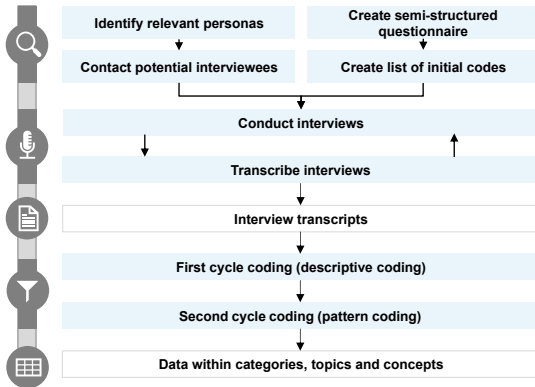 Identify relevant personas
Create semi-structured
questionnaire
Contact potential interviewees
Create list of initial codes
Conduct interviews
Transcribe interviews
Interview transcripts
First cycle coding (descriptive coding)
Second cycle coding (pattern coding)
Data within categories, topics and concepts